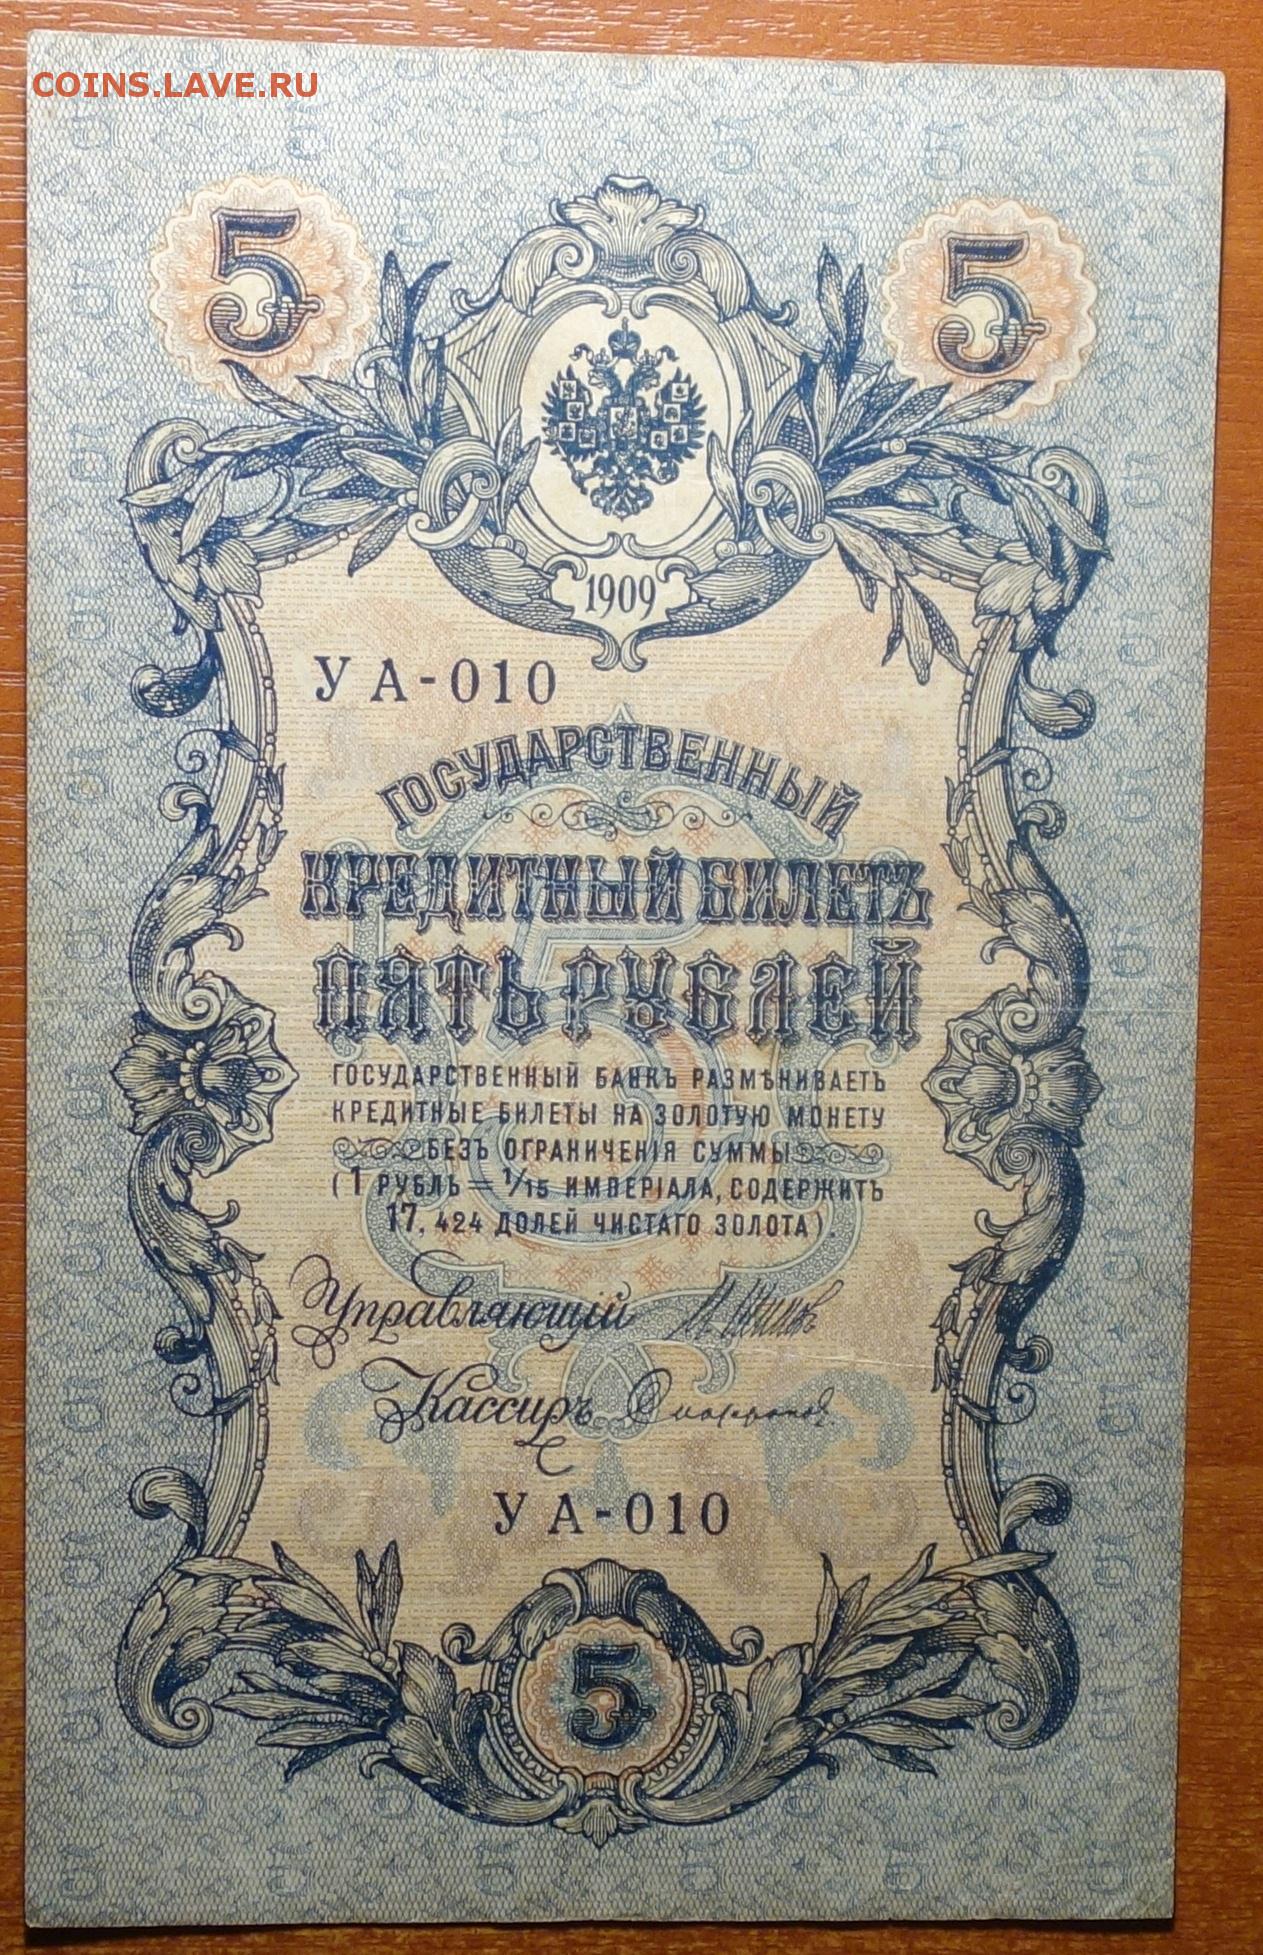 COINS.LAVE.RU
5 5
1909
УА-010
ГОСУДАРСТВЕННЫЙ
КРЕДИТНЫЙ БИЛЕТЪ
ПЯТЬ РУБЛЕЙ
ГОСУДАРСТВЕННЫЙ БАНКЪ РАЗМѢНИВАЕТЪ
КРЕДИТНЫЕ БИЛЕТЫ НА ЗОЛОТУЮ МОНЕТУ
БЕЗЪ ОГРАНИЧЕНІЯ СУММЫ
(1 РУБЛЬ = 1/15 ИМПЕРІАЛА, СОДЕРЖИТЪ
17,424 ДОЛЕЙ ЧИСТАГО ЗОЛОТА).
Управляющій
Кассиръ
УА-010
5